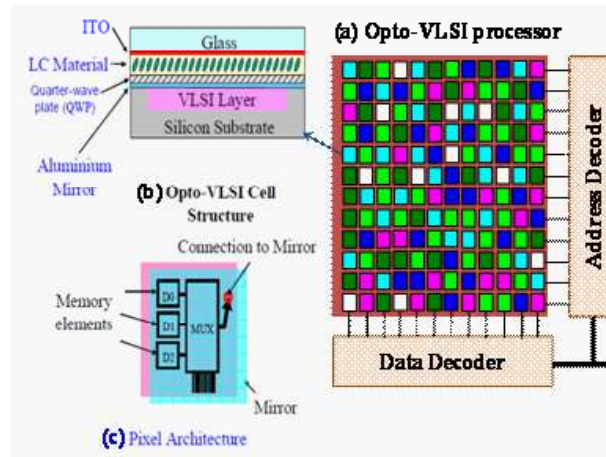 (a) Opto-VLSI processor
Address Decoder
Data Decoder
ITO
Glass
LC Material
Quarter-wave
plate (QWP)
VLSI Layer
Silicon Substrate
Aluminium
Mirror
(b) Opto-VLSI Cell
Structure
Connection to Mirror
Memory
elements
D0
D1
D2
MUX
Mirror
(c) Pixel Architecture